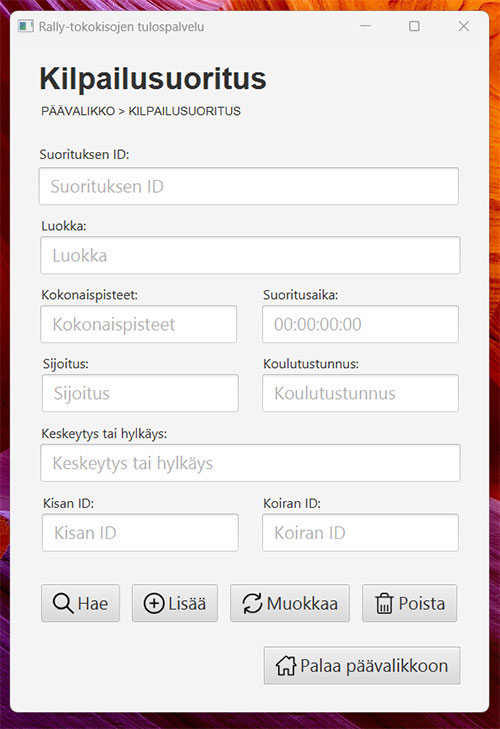 Rally-tokokisojen tulospalvelu
Kilpailusuoritus
PÄÄVALIKKO > KILPAILUSUORITUS
Suorituksen ID:
Suorituksen ID
Luokka:
Luokka
Kokonaispisteet: Suoritusaika:
Kokonaispisteet 00:00:00:00
Sijoitus: Koulutustunnus:
Sijoitus Koulutustunnus
Keskeytys tai hylkäys:
Keskeytys tai hylkäys
Kisan ID: Koiran ID:
Kisan ID Koiran ID
Hae Lisää Muokkaa Poista
Palaa päävalikkoon